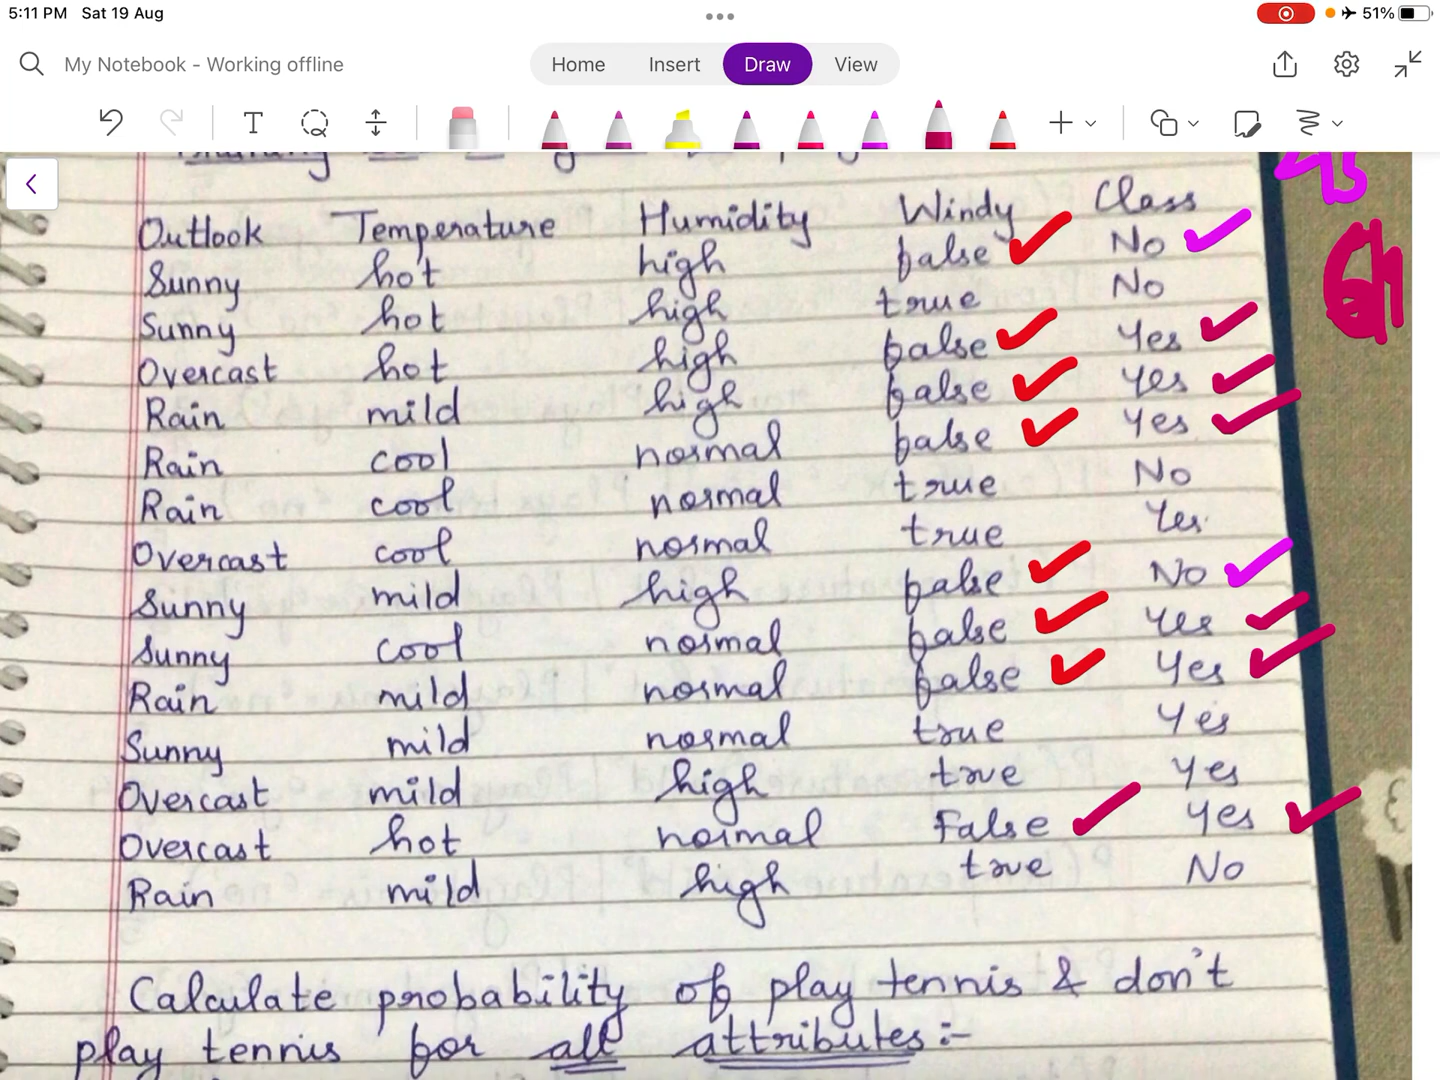 5:11 PM Sat 19 Aug 51%
My Notebook - Working offline Home Insert Draw View
T
Outlook Temperature Humidity Windy Class
Sunny hot high false No
Sunny hot high true No
Overcast hot high false Yes
Rain mild high false Yes
Rain cool normal false Yes
Rain cool normal true No
Overcast cool normal true Yes
Sunny mild high false No
Sunny cool normal false Yes
Rain mild normal false Yes
Sunny mild normal true Yes
Overcast mild high true Yes
Overcast hot normal False Yes
Rain mild high true No
Calculate probability of play tennis & don't
play tennis for all attributes:-